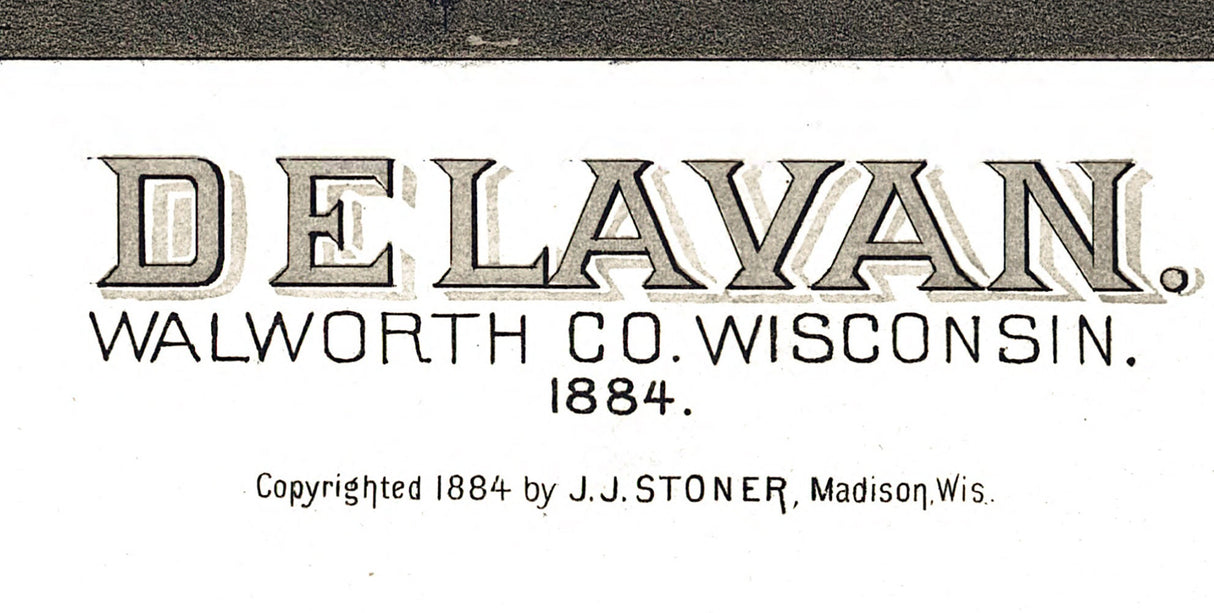 DELAVAN.
WALWORTH CO. WISCONSIN.
1884.
Copyrighted 1884 by J.J. STONER, Madison, Wis.